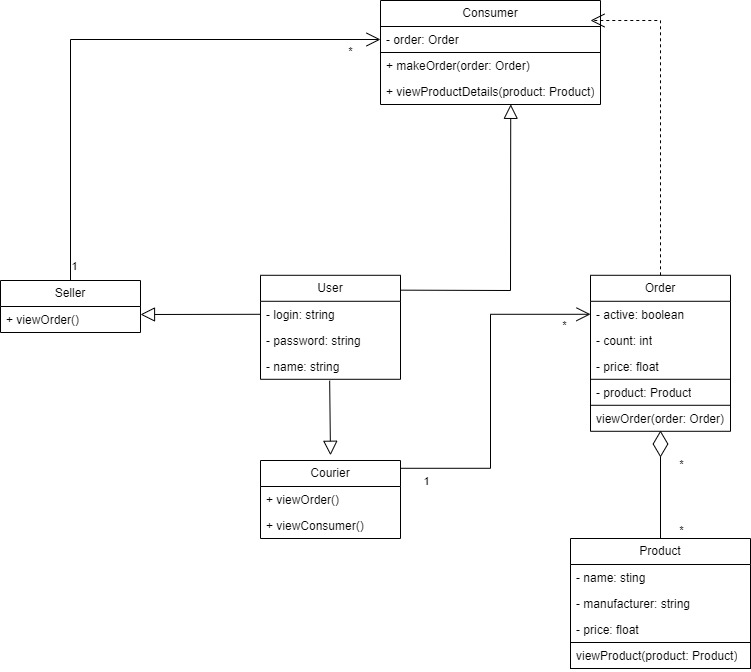 Consumer
- order: Order
*
+ makeOrder(order: Order)
+ viewProductDetails(product: Product)
1
Seller
+ viewOrder()
User
- login: string
- password: string
- name: string
Order
- active: boolean
- count: int
- price: float
- product: Product
viewOrder(order: Order)
*
Courier
+ viewOrder()
+ viewConsumer()
1
*
*
Product
- name: sting
- manufacturer: string
- price: float
viewProduct(product: Product)